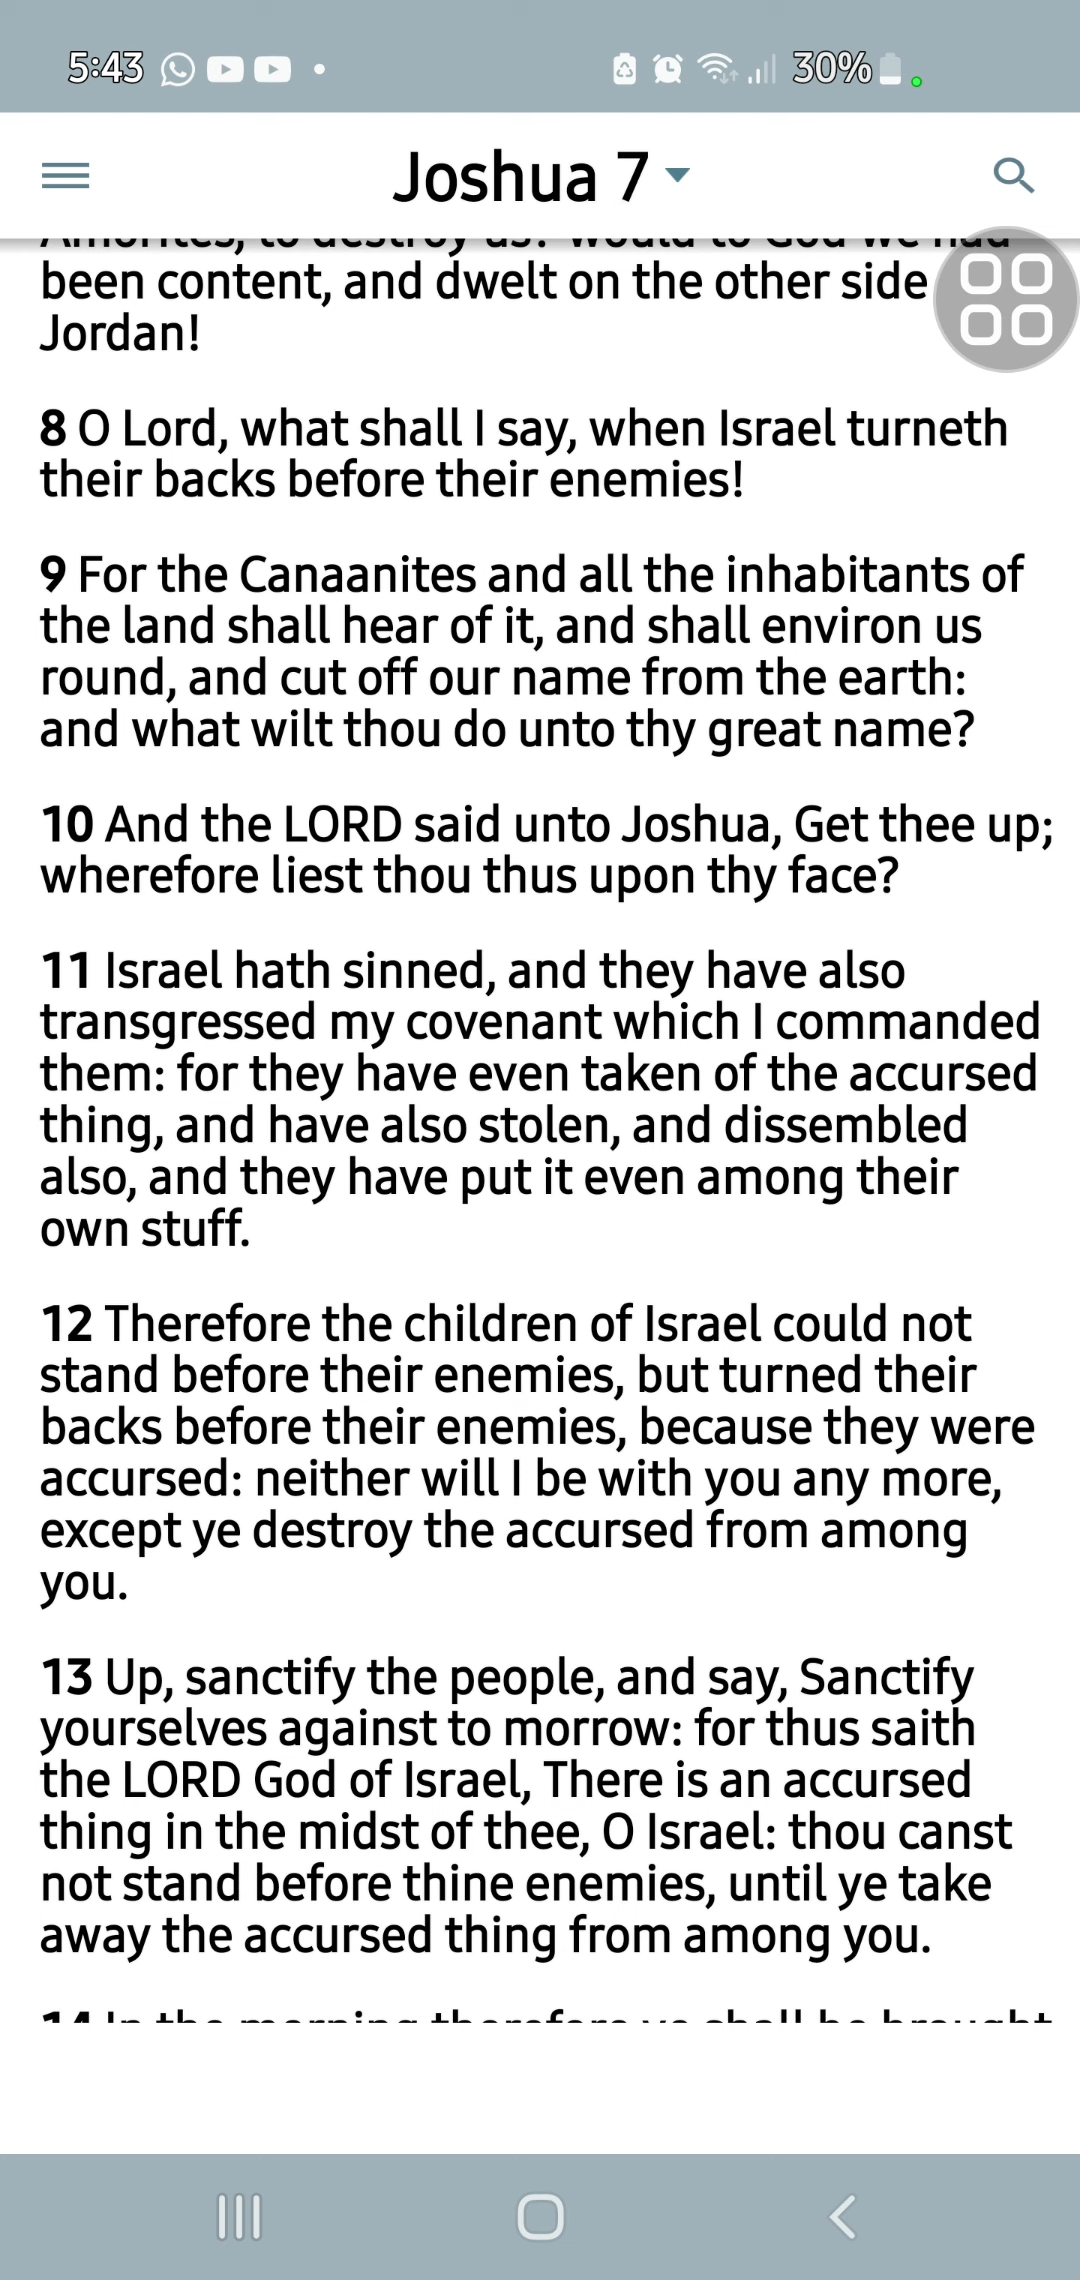 5:43
30%
Joshua 7
been content, and dwelt on the other side
Jordan!
8 O Lord, what shall I say, when Israel turneth
their backs before their enemies!
9 For the Canaanites and all the inhabitants of
the land shall hear of it, and shall environ us
round, and cut off our name from the earth:
and what wilt thou do unto thy great name?
10 And the LORD said unto Joshua, Get thee up;
wherefore liest thou thus upon thy face?
11 Israel hath sinned, and they have also
transgressed my covenant which I commanded
them: for they have even taken of the accursed
thing, and have also stolen, and dissembled
also, and they have put it even among their
own stuff.
12 Therefore the children of Israel could not
stand before their enemies, but turned their
backs before their enemies, because they were
accursed: neither will I be with you any more,
except ye destroy the accursed from among
you.
13 Up, sanctify the people, and say, Sanctify
yourselves against to morrow: for thus saith
the LORD God of Israel, There is an accursed
thing in the midst of thee, O Israel: thou canst
not stand before thine enemies, until ye take
away the accursed thing from among you.
14 In the morning therefore ye shall be brought